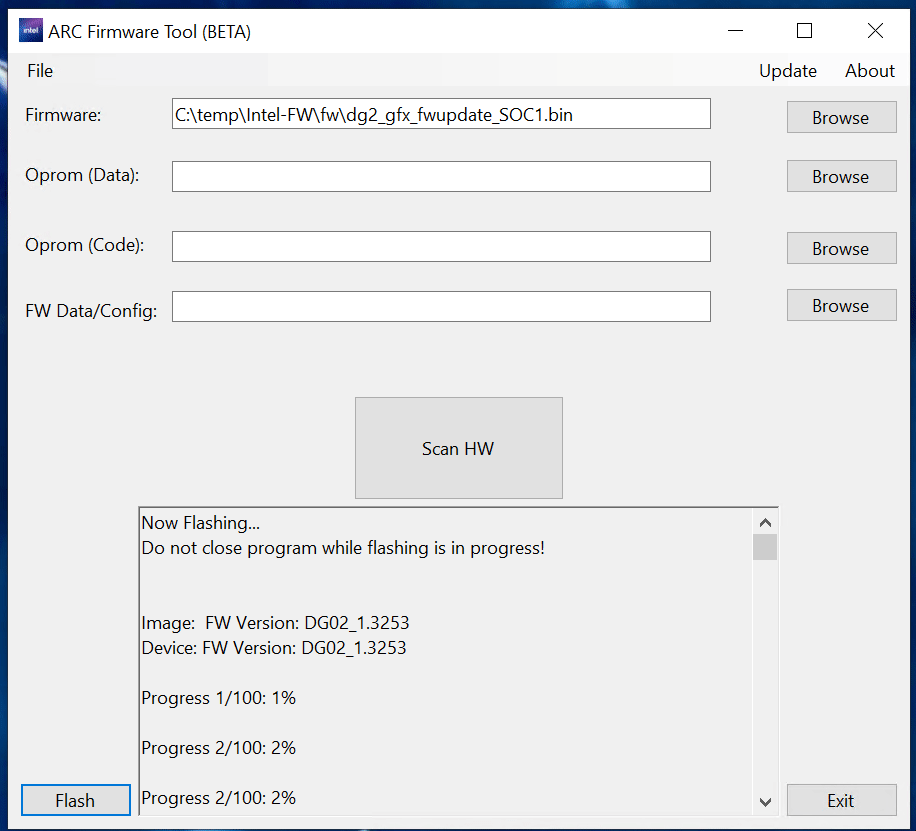 intel ARC Firmware Tool (BETA)
File Update About
Firmware: C:\temp\Intel-FW\fw\dg2_gfx_fwupdate_SOC1.bin Browse
Oprom (Data): Browse
Oprom (Code): Browse
FW Data/Config: Browse
Scan HW
Now Flashing...
Do not close program while flashing is in progress!
Image:  FW Version: DG02_1.3253
Device: FW Version: DG02_1.3253
Progress 1/100: 1%
Progress 2/100: 2%
Progress 2/100: 2%
Flash Exit